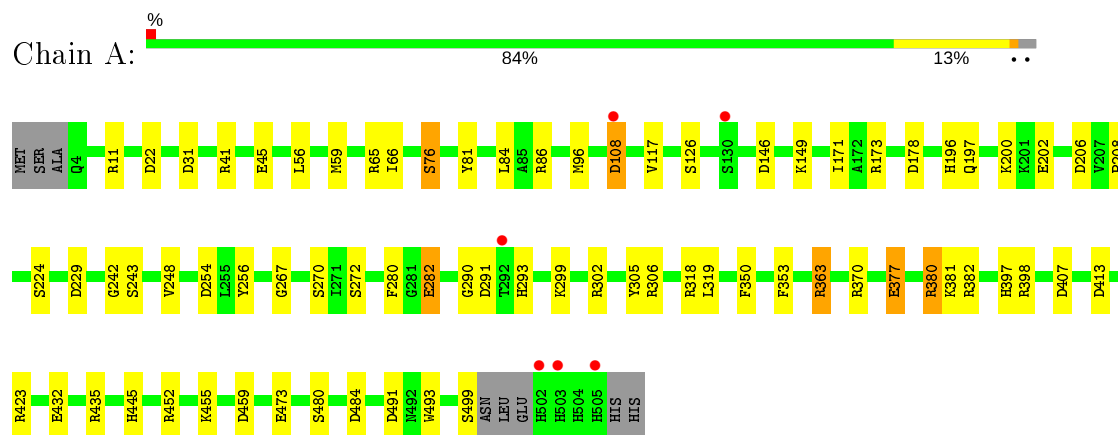 %
Chain A:
84% 13% • •
MET SER ALA Q4 R11 D22 D31 R41 E45 L56 M59 R65 I66 S76 Y81 L84 A85 R86 M96 D108 V117 S126 S130 D146 K149 I171 A172 R173 D178 H196 Q197 K200 K201 E202 D206 V207
S224 D229 G242 S243 V248 D254 L255 Y256 G267 S270 I271 S272 F280 G281 E282 G290 D291 T292 H293 K299 R302 Y305 R306 R318 L319 F350 F353 R363 R370 E377 R380 K381 R382 H397 R398 D407 D413
R423 E432 R435 H445 R452 K455 D459 E473 S480 D484 D491 N492 W493 S499 ASN LEU GLU H502 H503 H504 H505 HIS HIS